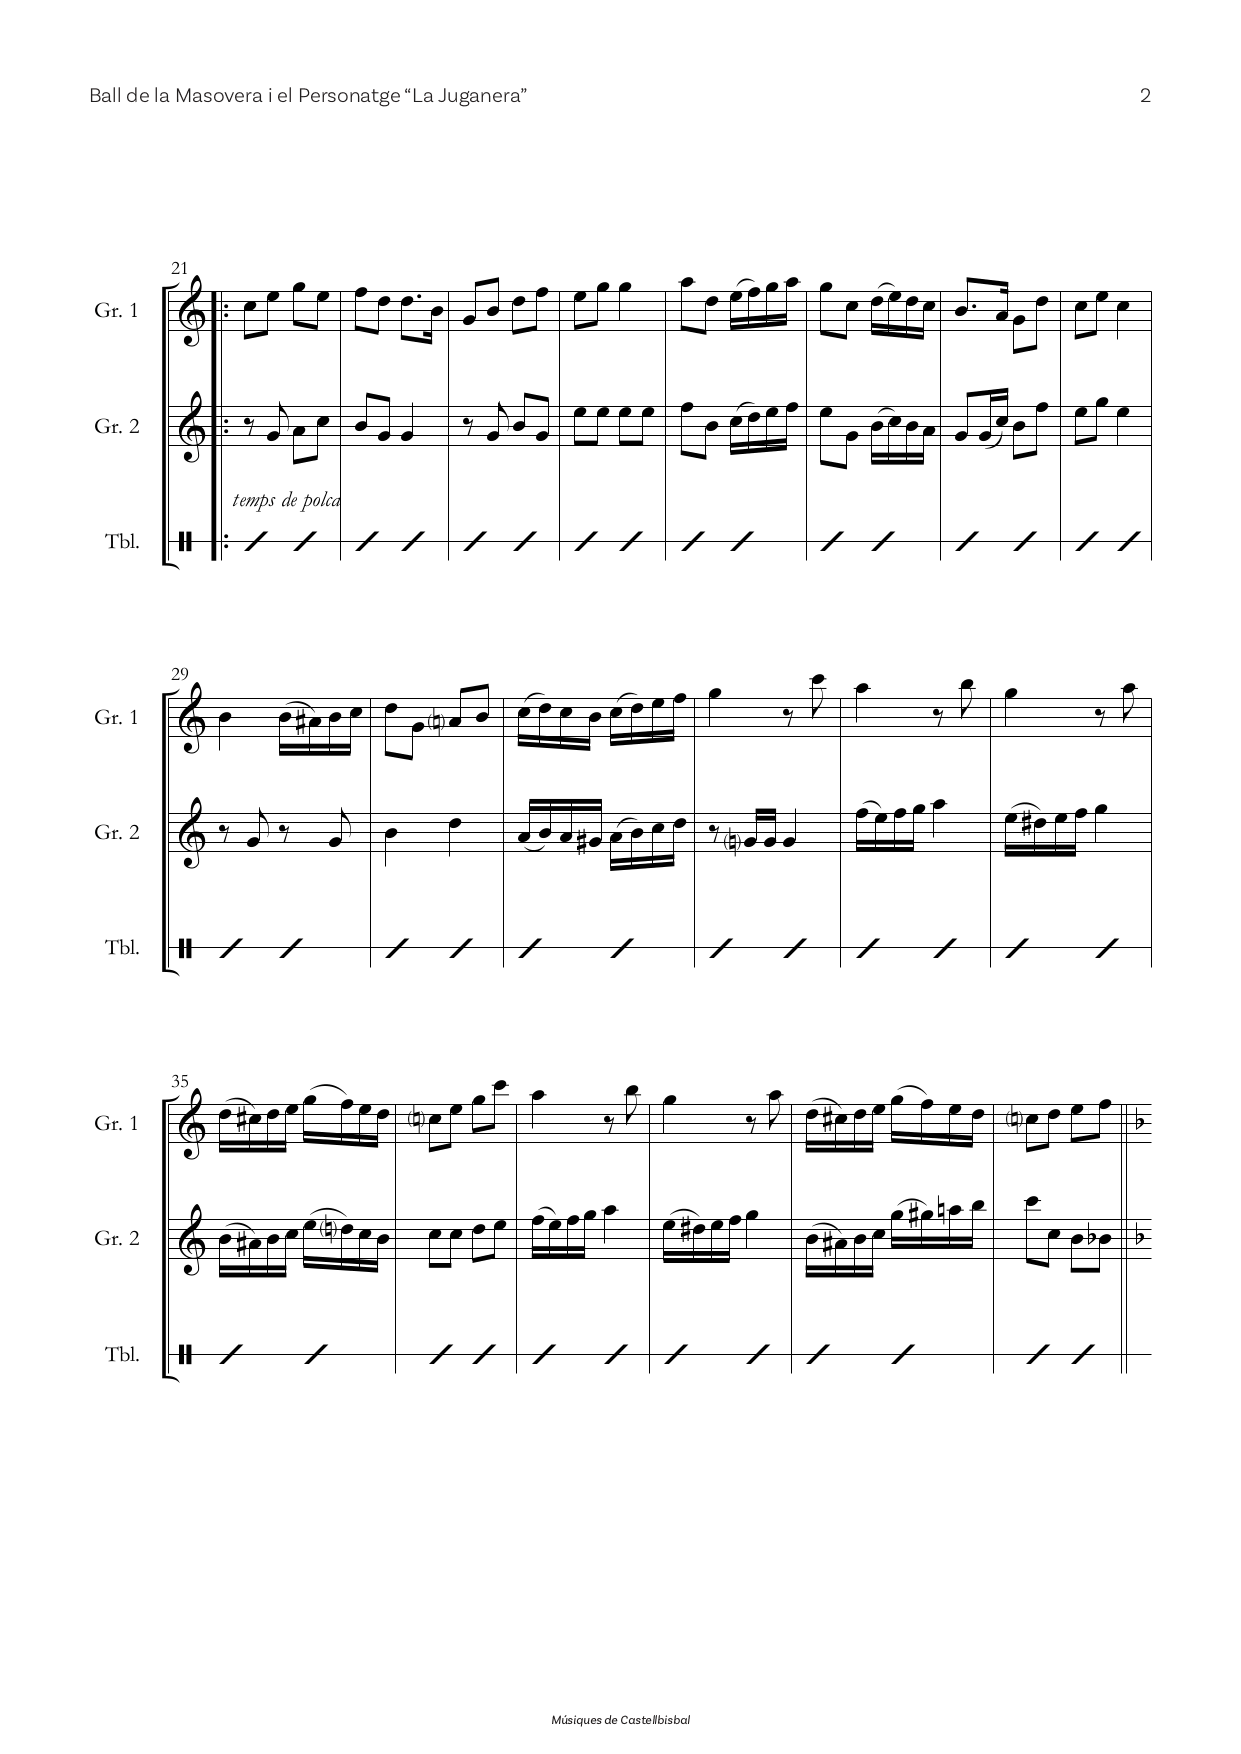 Ball de la Masovera i el Personatge “La Juganera”
2
21
Gr. 1
Gr. 2
temps de polca
Tbl.
29
Gr. 1
Gr. 2
Tbl.
35
Gr. 1
Gr. 2
Tbl.
Músiques de Castellbisbal